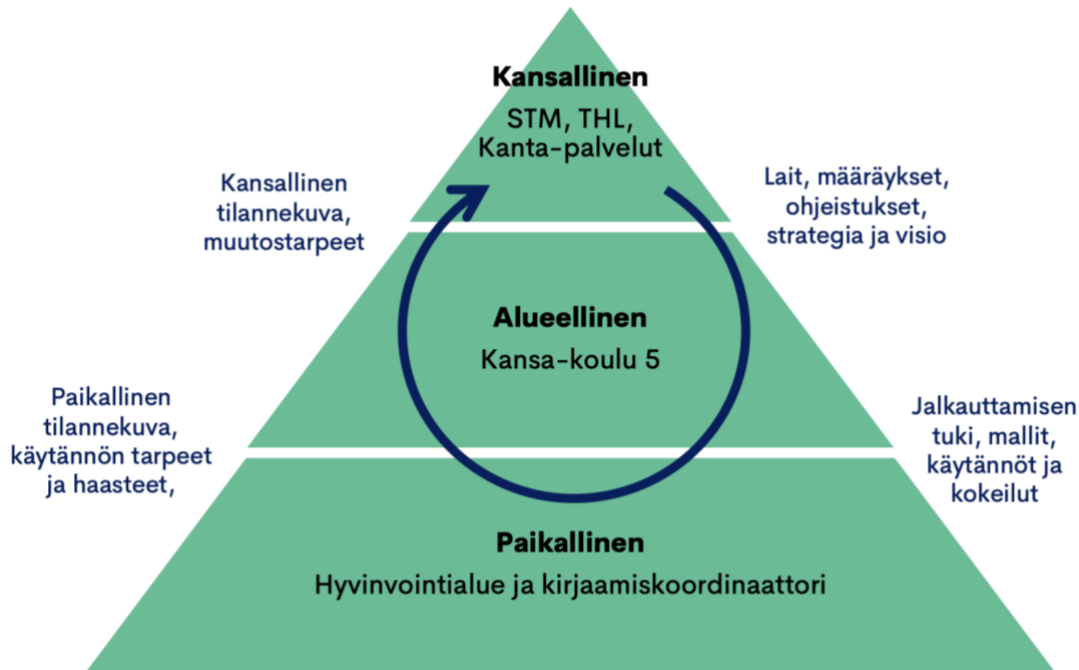 Kansallinen
STM, THL,
Kanta-palvelut
Kansallinen
tilannekuva,
muutostarpeet
Lait, määräykset,
ohjeistukset,
strategia ja visio
Alueellinen
Kansa-koulu 5
Paikallinen
tilannekuva,
käytännön tarpeet
ja haasteet,
Jalkauttamisen
tuki, mallit,
käytännöt ja
kokeilut
Paikallinen
Hyvinvointialue ja kirjaamiskoordinaattori